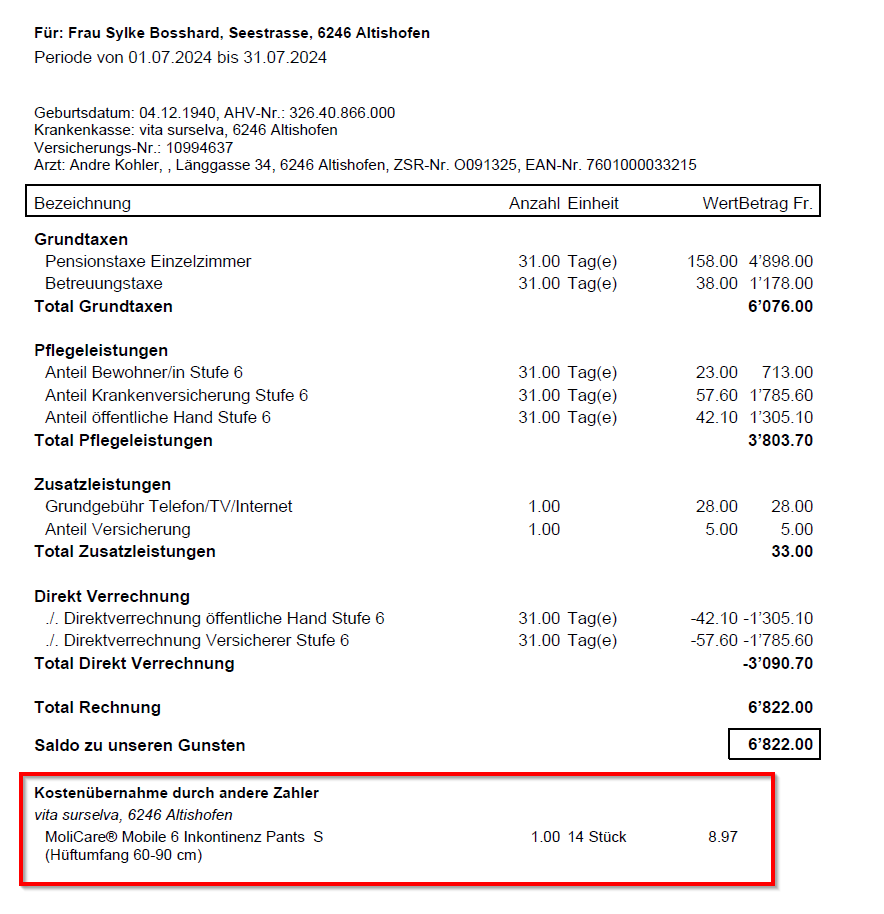 Für: Frau Sylke Bosshard, Seestrasse, 6246 Altishofen
Periode von 01.07.2024 bis 31.07.2024
Geburtsdatum: 04.12.1940, AHV-Nr.: 326.40.866.000
Krankenkasse: vita surselva, 6246 Altishofen
Versicherungs-Nr.: 10994637
Arzt: Andre Kohler, , Länggasse 34, 6246 Altishofen, ZSR-Nr. O091325, EAN-Nr. 7601000033215
Bezeichnung Anzahl Einheit WertBetrag Fr.
Grundtaxen
Pensionstaxe Einzelzimmer 31.00 Tag(e) 158.00 4’898.00
Betreuungstaxe 31.00 Tag(e) 38.00 1’178.00
Total Grundtaxen 6’076.00
Pflegeleistungen
Anteil Bewohner/in Stufe 6 31.00 Tag(e) 23.00 713.00
Anteil Krankenversicherung Stufe 6 31.00 Tag(e) 57.60 1’785.60
Anteil öffentliche Hand Stufe 6 31.00 Tag(e) 42.10 1’305.10
Total Pflegeleistungen 3’803.70
Zusatzleistungen
Grundgebühr Telefon/TV/Internet 1.00 28.00 28.00
Anteil Versicherung 1.00 5.00 5.00
Total Zusatzleistungen 33.00
Direkt Verrechnung
./. Direktverrechnung öffentliche Hand Stufe 6 31.00 Tag(e) -42.10 -1’305.10
./. Direktverrechnung Versicherer Stufe 6 31.00 Tag(e) -57.60 -1’785.60
Total Direkt Verrechnung -3’090.70
Total Rechnung 6’822.00
Saldo zu unseren Gunsten 6’822.00
Kostenübernahme durch andere Zahler
vita surselva, 6246 Altishofen
MoliCare® Mobile 6 Inkontinenz Pants S 1.00 14 Stück 8.97
(Hüftumfang 60-90 cm)